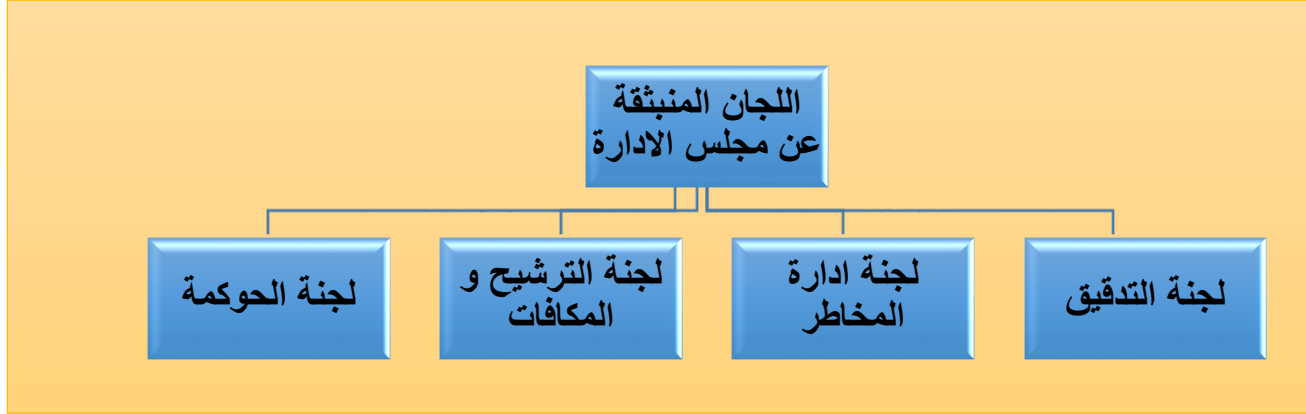 اللجان المنبثقة
عن مجلس الادارة
لجنة التدقيق
لجنة ادارة
المخاطر
لجنة الترشيح و
المكافات
لجنة الحوكمة